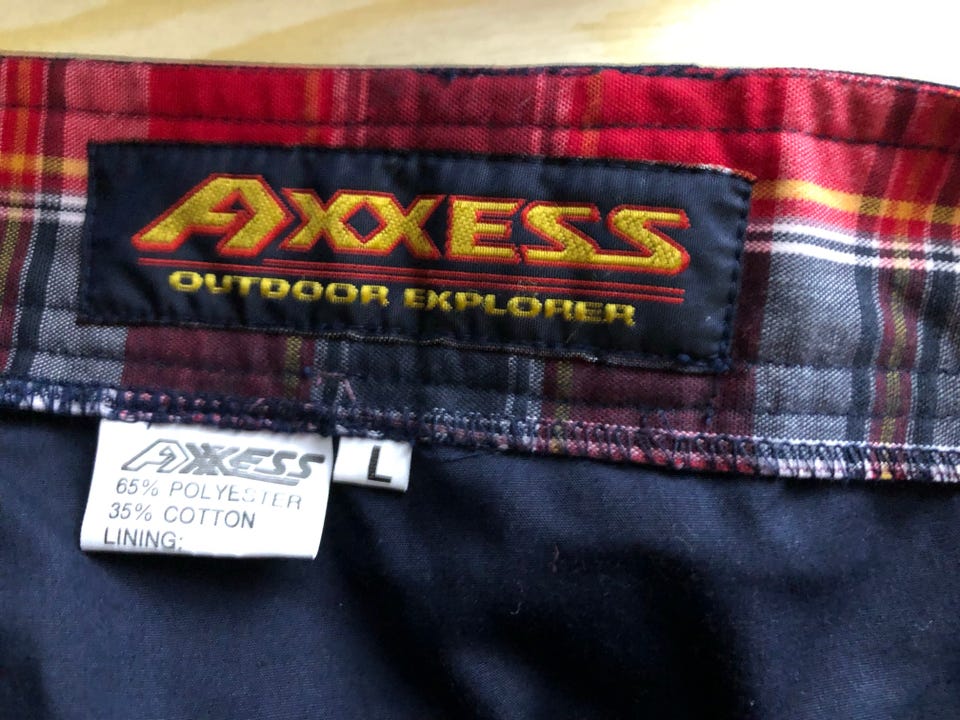 AXXESS
OUTDOOR EXPLORER
AXXESS
65% POLYESTER
35% COTTON
LINING:
L